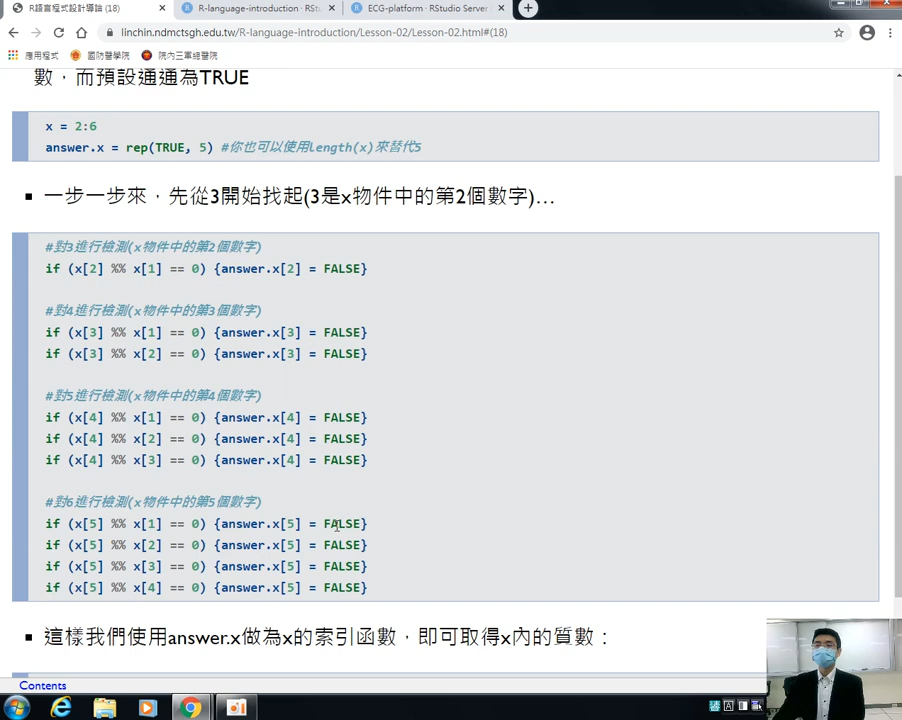 R語言程式設計導論 (18)
R-language-introduction · RStu
ECG-platform · RStudio Server
linchin.ndmctsgh.edu.tw/R-language-introduction/Lesson-02/Lesson-02.html#(18)
應用程式 國防醫學院 院內三軍總醫院
數，而預設通通為TRUE
x = 2:6
answer.x = rep(TRUE, 5) #你也可以使用length(x)來替代5
一步一步來，先從3開始找起(3是x物件中的第2個數字)…
#對3進行檢測(x物件中的第2個數字)
if (x[2] %% x[1] == 0) {answer.x[2] = FALSE}
#對4進行檢測(x物件中的第3個數字)
if (x[3] %% x[1] == 0) {answer.x[3] = FALSE}
if (x[3] %% x[2] == 0) {answer.x[3] = FALSE}
#對5進行檢測(x物件中的第4個數字)
if (x[4] %% x[1] == 0) {answer.x[4] = FALSE}
if (x[4] %% x[2] == 0) {answer.x[4] = FALSE}
if (x[4] %% x[3] == 0) {answer.x[4] = FALSE}
#對6進行檢測(x物件中的第5個數字)
if (x[5] %% x[1] == 0) {answer.x[5] = FALSE}
if (x[5] %% x[2] == 0) {answer.x[5] = FALSE}
if (x[5] %% x[3] == 0) {answer.x[5] = FALSE}
if (x[5] %% x[4] == 0) {answer.x[5] = FALSE}
這樣我們使用answer.x做為x的索引函數，即可取得x內的質數：
Contents